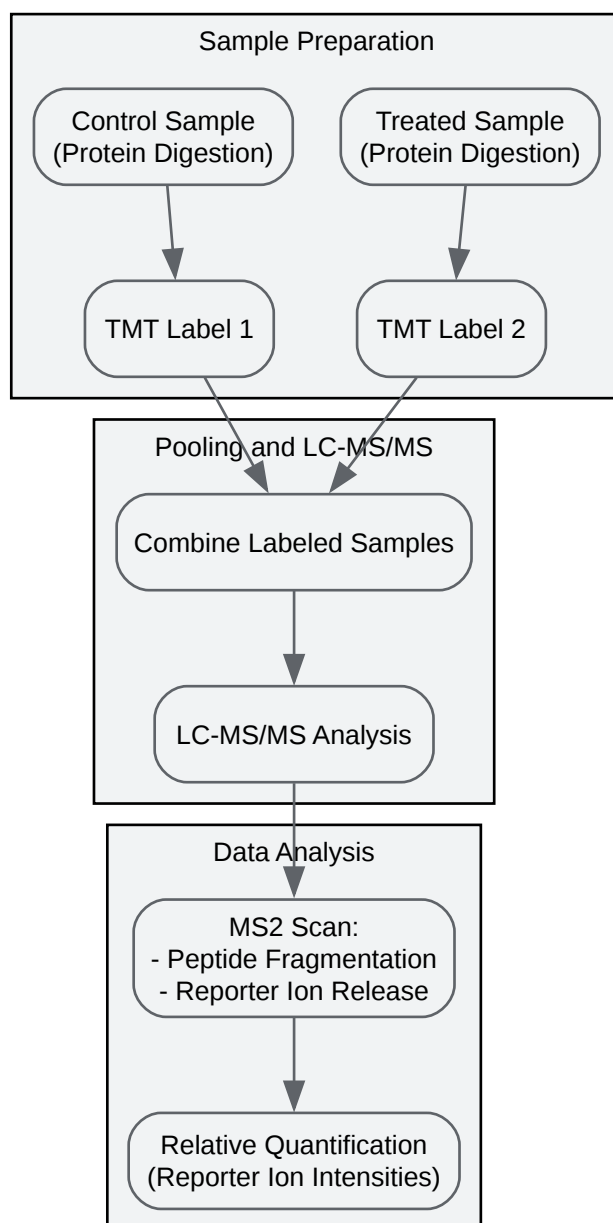 Sample Preparation
Control Sample
(Protein Digestion)
Treated Sample
(Protein Digestion)
TMT Label 1
TMT Label 2
Pooling and LC-MS/MS
Combine Labeled Samples
LC-MS/MS Analysis
Data Analysis
MS2 Scan:
- Peptide Fragmentation
- Reporter Ion Release
Relative Quantification
(Reporter Ion Intensities)